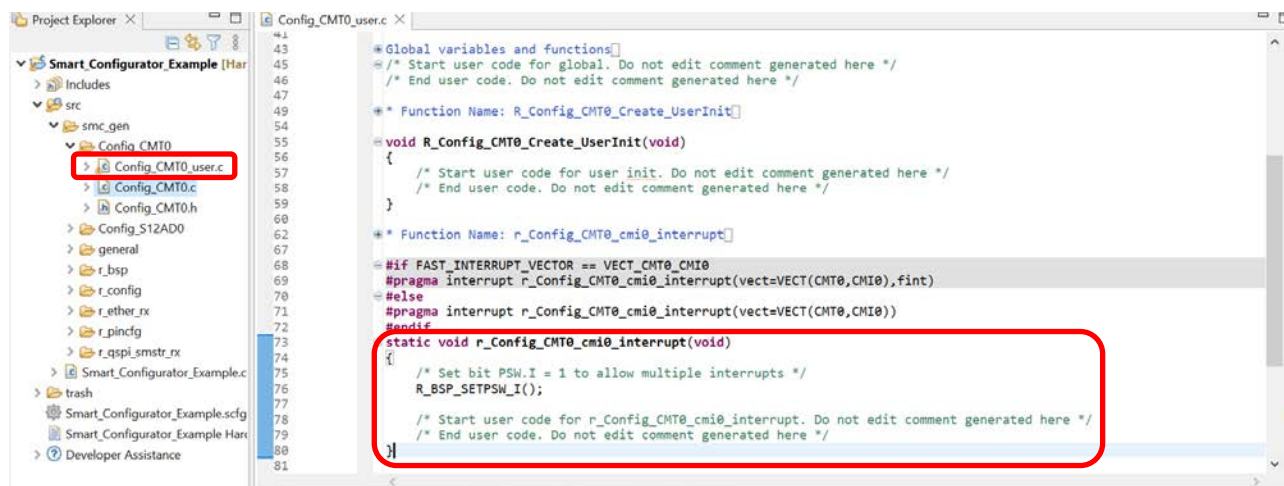 Project Explorer
Smart_Configurator_Example [Har
Includes
src
smc_gen
Config_CMT0
Config_CMT0_user.c
Config_CMT0.c
Config_CMT0.h
Config_S12AD0
general
r_bsp
r_config
r_ether_rx
r_pincfg
r_qspi_smstr_rx
Smart_Configurator_Example.c
trash
Smart_Configurator_Example.scfg
Smart_Configurator_Example Hard
Developer Assistance
Config_CMT0_user.c
41
43 Global variables and functions
45 /* Start user code for global. Do not edit comment generated here */
46 /* End user code. Do not edit comment generated here */
47
49 * Function Name: R_Config_CMT0_Create_UserInit
54
55 void R_Config_CMT0_Create_UserInit(void)
56 {
57 /* Start user code for user init. Do not edit comment generated here */
58 /* End user code. Do not edit comment generated here */
59 }
60
62 * Function Name: r_Config_CMT0_cmi0_interrupt
67
68 #if FAST_INTERRUPT_VECTOR == VECT_CMT0_CMI0
69 #pragma interrupt r_Config_CMT0_cmi0_interrupt(vect=VECT(CMT0,CMI0),fint)
70 #else
71 #pragma interrupt r_Config_CMT0_cmi0_interrupt(vect=VECT(CMT0,CMI0))
72 #endif
73 static void r_Config_CMT0_cmi0_interrupt(void)
74 {
75 /* Set bit PSW.I = 1 to allow multiple interrupts */
76 R_BSP_SETPSW_I();
77
78 /* Start user code for r_Config_CMT0_cmi0_interrupt. Do not edit comment generated here */
79 /* End user code. Do not edit comment generated here */
80 }
81